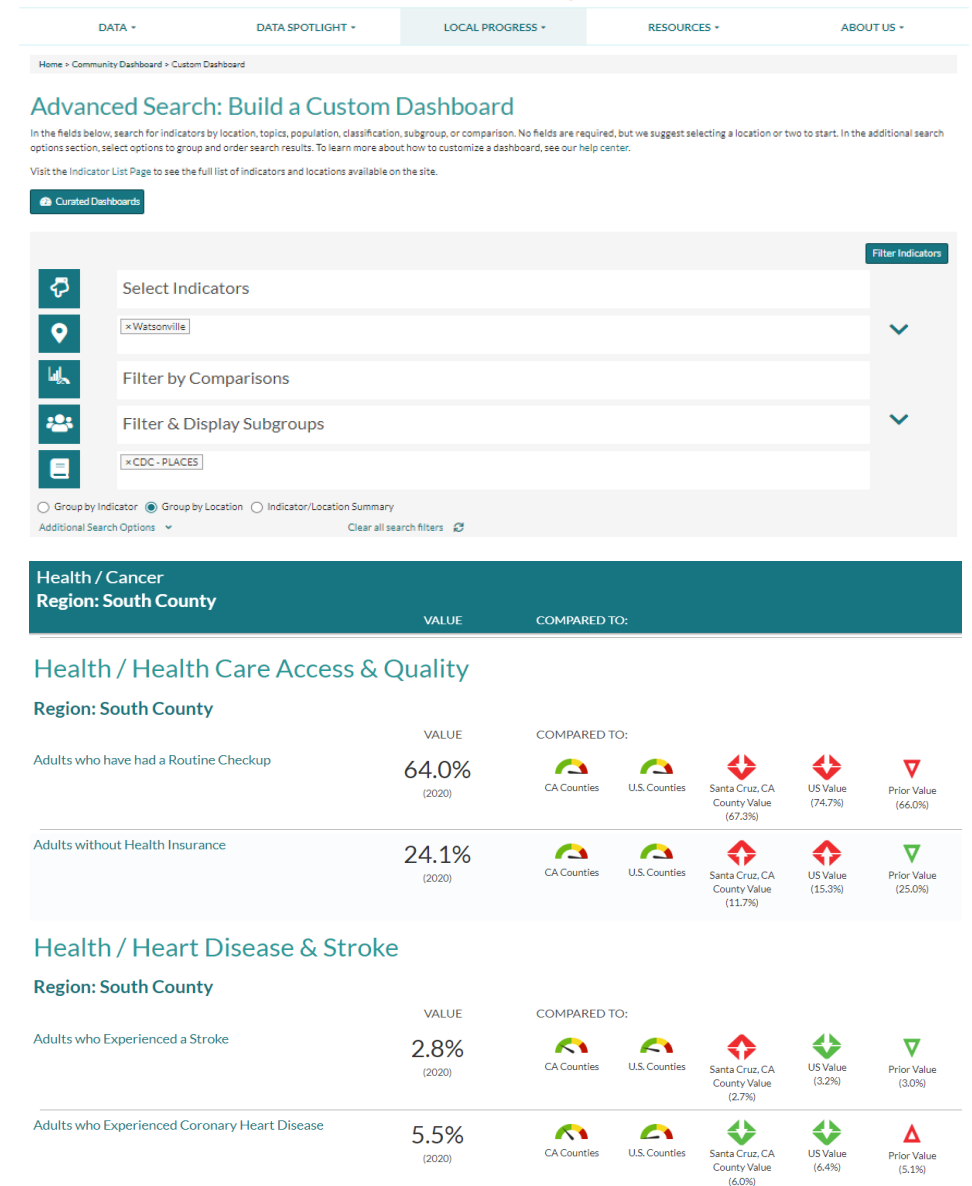 DATA
DATA SPOTLIGHT
LOCAL PROGRESS
RESOURCES
ABOUT US
Home > Community Dashboard > Custom Dashboard
Advanced Search: Build a Custom Dashboard
In the fields below, search for indicators by location, topics, population, classification, subgroup, or comparison. No fields are required, but we suggest selecting a location or two to start. In the additional search
options section, select options to group and order search results. To learn more about how to customize a dashboard, see our help center.
Visit the Indicator List Page to see the full list of indicators and locations available on the site.
Curated Dashboards
Filter Indicators
Select Indicators
× Watsonville
Filter by Comparisons
Filter & Display Subgroups
× CDC - PLACES
Group by Indicator Group by Location Indicator/Location Summary
Additional Search Options Clear all search filters
Health / Cancer
Region: South County
VALUE COMPARED TO:
Health / Health Care Access & Quality
Region: South County
VALUE COMPARED TO:
Adults who have had a Routine Checkup
64.0%
(2020)
CA Counties
U.S. Counties
Santa Cruz, CA
County Value
(67.3%)
US Value
(74.7%)
Prior Value
(66.0%)
Adults without Health Insurance
24.1%
(2020)
CA Counties
U.S. Counties
Santa Cruz, CA
County Value
(11.7%)
US Value
(15.3%)
Prior Value
(25.0%)
Health / Heart Disease & Stroke
Region: South County
VALUE COMPARED TO:
Adults who Experienced a Stroke
2.8%
(2020)
CA Counties
U.S. Counties
Santa Cruz, CA
County Value
(2.7%)
US Value
(3.2%)
Prior Value
(3.0%)
Adults who Experienced Coronary Heart Disease
5.5%
(2020)
CA Counties
U.S. Counties
Santa Cruz, CA
County Value
(6.0%)
US Value
(6.4%)
Prior Value
(5.1%)